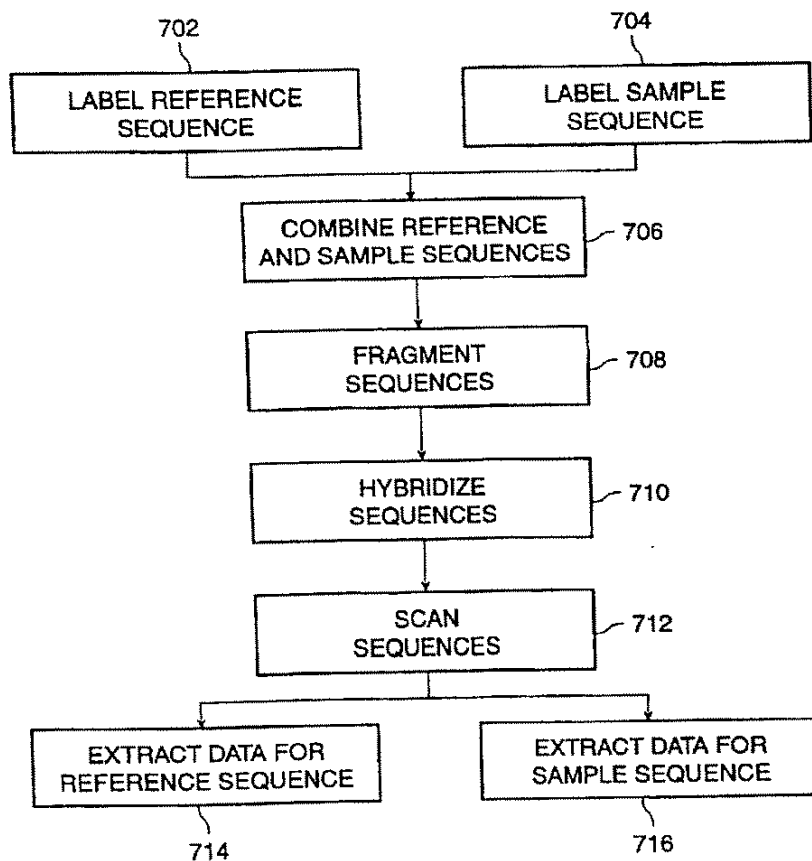 702
704
LABEL REFERENCE
SEQUENCE
LABEL SAMPLE
SEQUENCE
COMBINE REFERENCE
AND SAMPLE SEQUENCES
706
FRAGMENT
SEQUENCES
708
HYBRIDIZE
SEQUENCES
710
SCAN
SEQUENCES
712
EXTRACT DATA FOR
REFERENCE SEQUENCE
EXTRACT DATA FOR
SAMPLE SEQUENCE
714
716